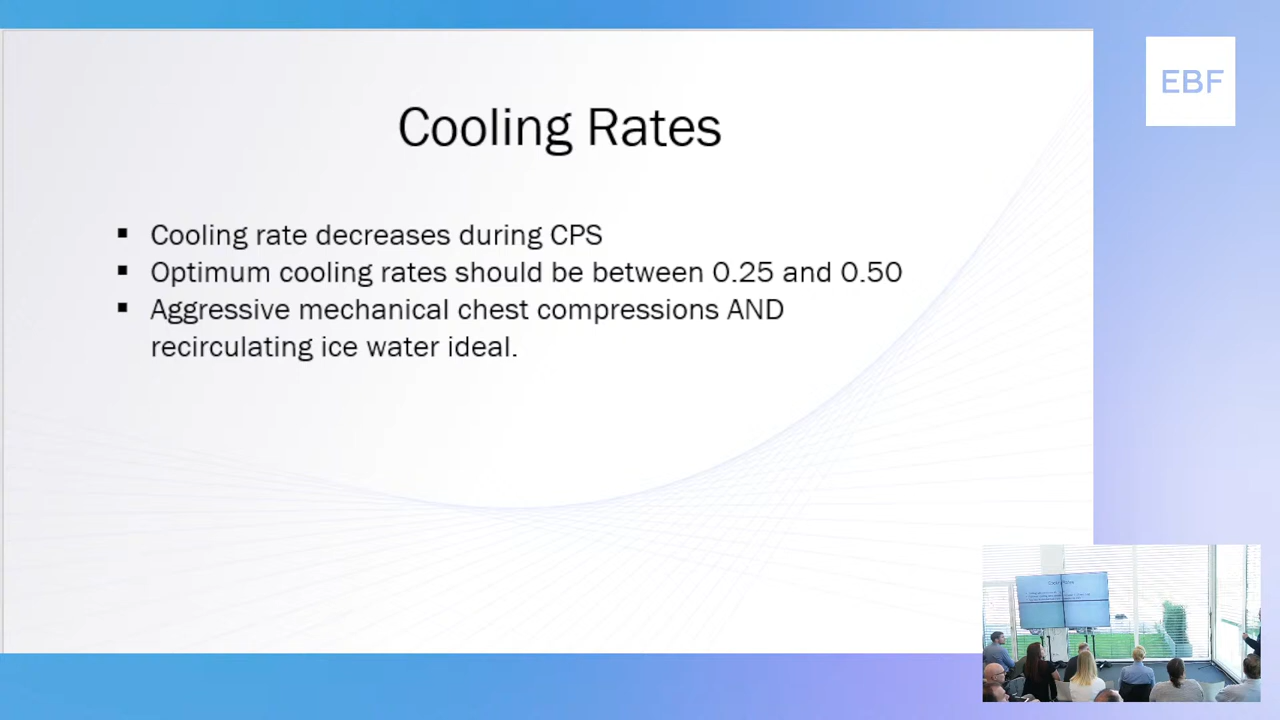 EBF
Cooling Rates
▪ Cooling rate decreases during CPS
▪ Optimum cooling rates should be between 0.25 and 0.50
▪ Aggressive mechanical chest compressions AND
recirculating ice water ideal.